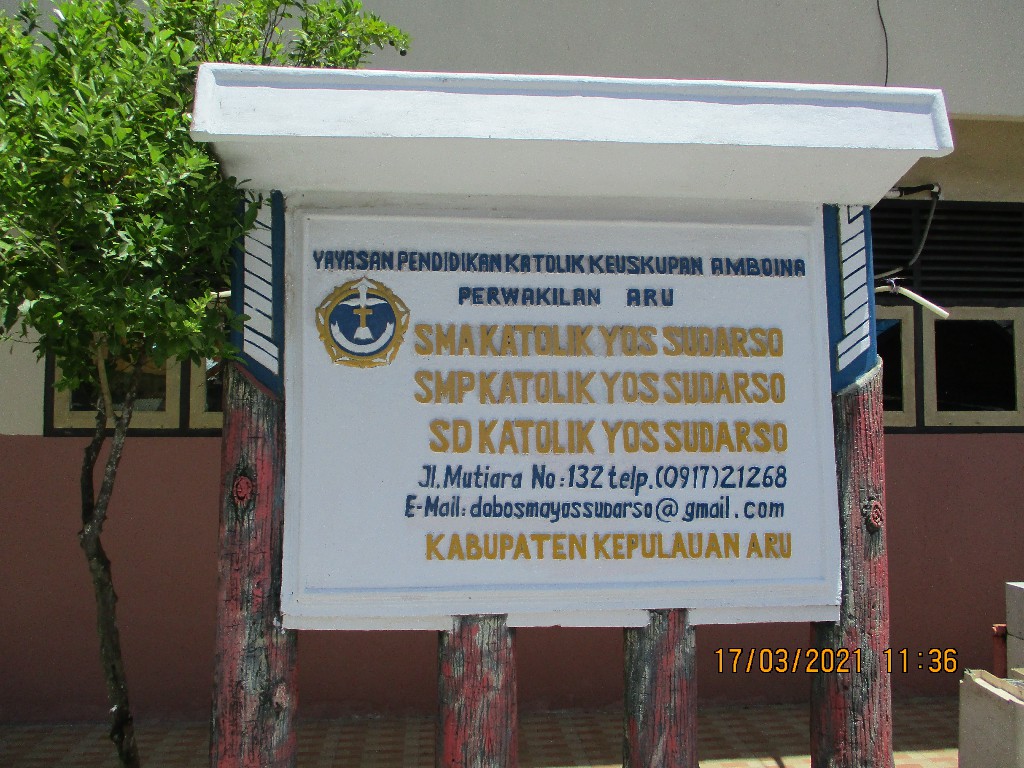 YAYASAN PENDIDIKAN KATOLIK KEUSKUPAN AMBOINA
PERWAKILAN ARU
SMA KATOLIK YOS SUDARSO
SMP KATOLIK YOS SUDARSO
SD KATOLIK YOS SUDARSO
Jl. Mutiara No : 132 telp. (0917) 21268
E-Mail : dobosmayossudarso@gmail.com
KABUPATEN KEPULAUAN ARU
17/03/2021 11:36